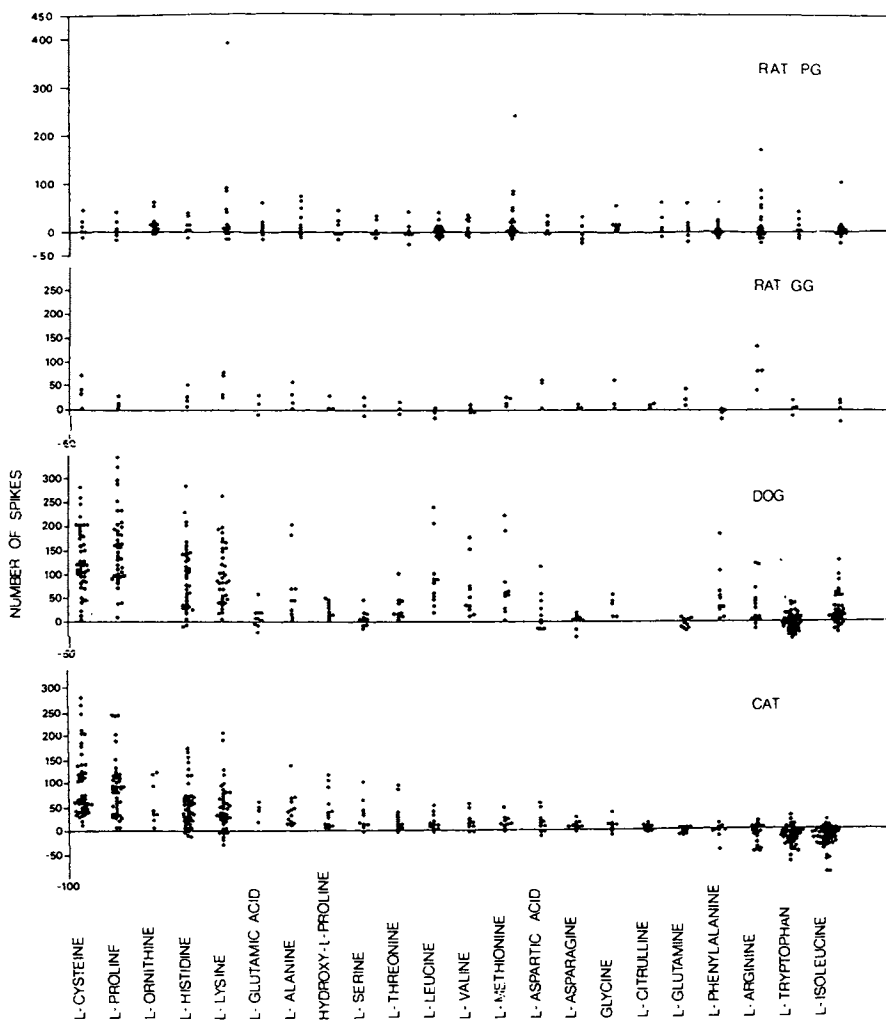 450
400
300
200
100
0
-50
RAT PG
250
200
150
100
50
0
RAT GG
NUMBER OF SPIKES
300
250
200
150
100
50
0
-50
DOG
300
250
200
150
100
50
0
50
-100
CAT
L-CYSTEINE
L-PROLINE
L-ORNITHINE
L-HISTIDINE
L-LYSINE
L-GLUTAMIC ACID
L-ALANINE
HYDROXY-L-PROLINE
L-SERINE
L-THREONINE
L-LEUCINE
L-VALINE
L-METHIONINE
L-ASPARTIC ACID
L-ASPARAGINE
GLYCINE
L-CITRULLINE
L-GLUTAMINE
L-PHENYLALANINE
L-ARGININE
L-TRYPTOPHAN
L-ISOLEUCINE